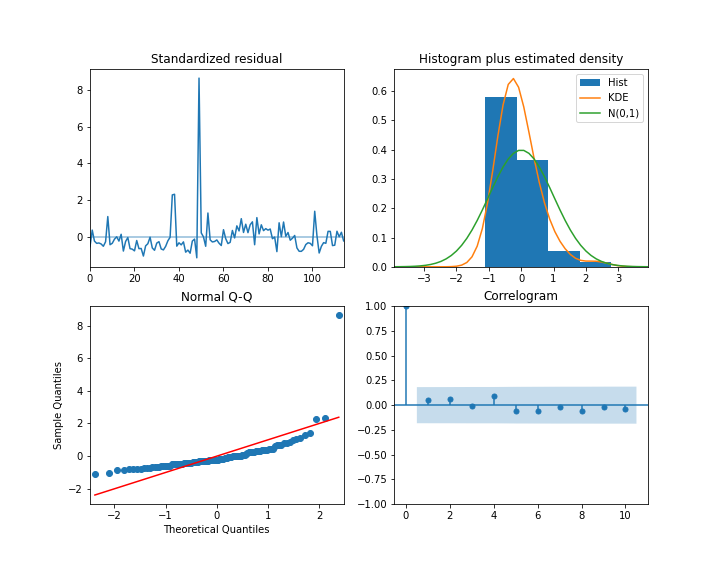 Standardized residual
8
6
4
2
0
0 20 40 60 80 100
Histogram plus estimated density
0.6
0.5
0.4
0.3
0.2
0.1
0.0
−3 −2 −1 0 1 2 3
Hist
KDE
N(0,1)
Normal Q-Q
Sample Quantiles
8
6
4
2
0
−2
−2 −1 0 1 2
Theoretical Quantiles
Correlogram
1.00
0.75
0.50
0.25
0.00
−0.25
−0.50
−0.75
−1.00
0 2 4 6 8 10